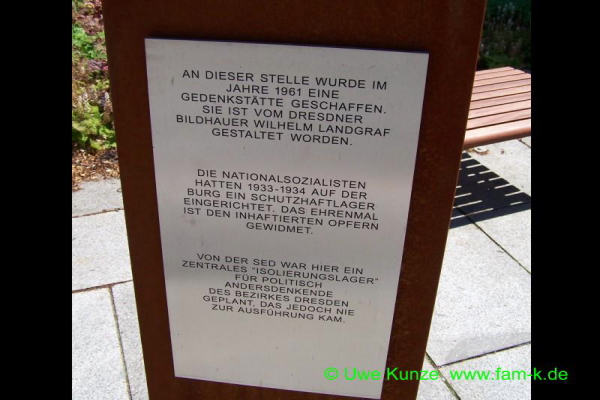 AN DIESER STELLE WURDE IM
JAHRE 1961 EINE
GEDENKSTÄTTE GESCHAFFEN.
SIE IST VOM DRESDNER
BILDHAUER WILHELM LANDGRAF
GESTALTET WORDEN.
DIE NATIONALSOZIALISTEN
HATTEN 1933-1934 AUF DER
BURG EIN SCHUTZHAFTLAGER
EINGERICHTET. DAS EHRENMAL
IST DEN INHAFTIERTEN OPFERN
GEWIDMET.
VON DER SED WAR HIER EIN
ZENTRALES "ISOLIERUNGSLAGER"
FÜR POLITISCH
ANDERSDENKENDE
DES BEZIRKES DRESDEN
GEPLANT, DAS JEDOCH NIE
ZUR AUSFÜHRUNG KAM.
© Uwe Kunze, www.fam-k.de